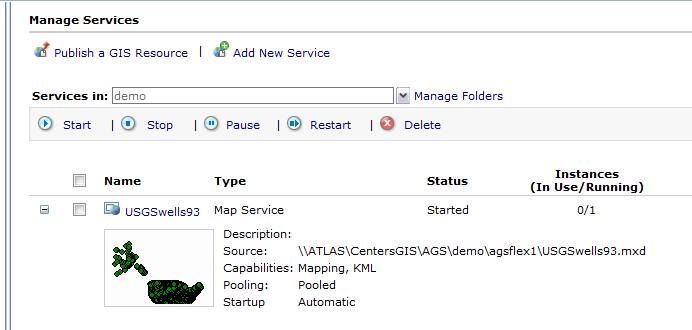 Manage Services
Publish a GIS Resource | Add New Service
Services in: demo Manage Folders
Start | Stop | Pause | Restart | Delete
Name Type Status Instances (In Use/Running)
USGSwells93 Map Service Started 0/1
Description:
Source: \\ATLAS\CentersGIS\AGS\demo\agsflex1\USGSwells93.mxd
Capabilities: Mapping, KML
Pooling: Pooled
Startup Automatic